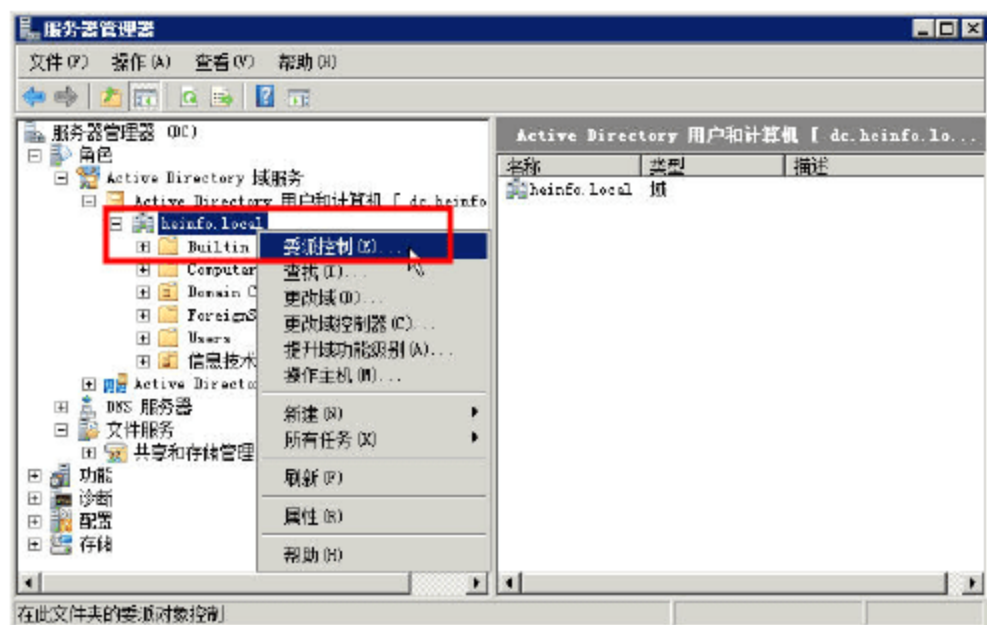 服务器管理器
文件(F) 操作(A) 查看(V) 帮助(H)
服务器管理器 (DC)
角色
Active Directory 域服务
Active Directory 用户和计算机 [ dc.heinfo
heinfo.local
Builtin
Computer
Domain C
ForeignS
Users
信息技术
Active Directo
DNS 服务器
文件服务
共享和存储管理
功能
诊断
配置
存储
委派控制(E)...
查找(I)...
更改域(D)...
更改域控制器(C)...
提升域功能级别(A)...
操作主机(M)...
新建(N)
所有任务(K)
刷新(F)
属性(R)
帮助(H)
Active Directory 用户和计算机 [ dc.heinfo.lo...
名称 类型 描述
heinfo.local 域
在此文件夹的委派对象控制